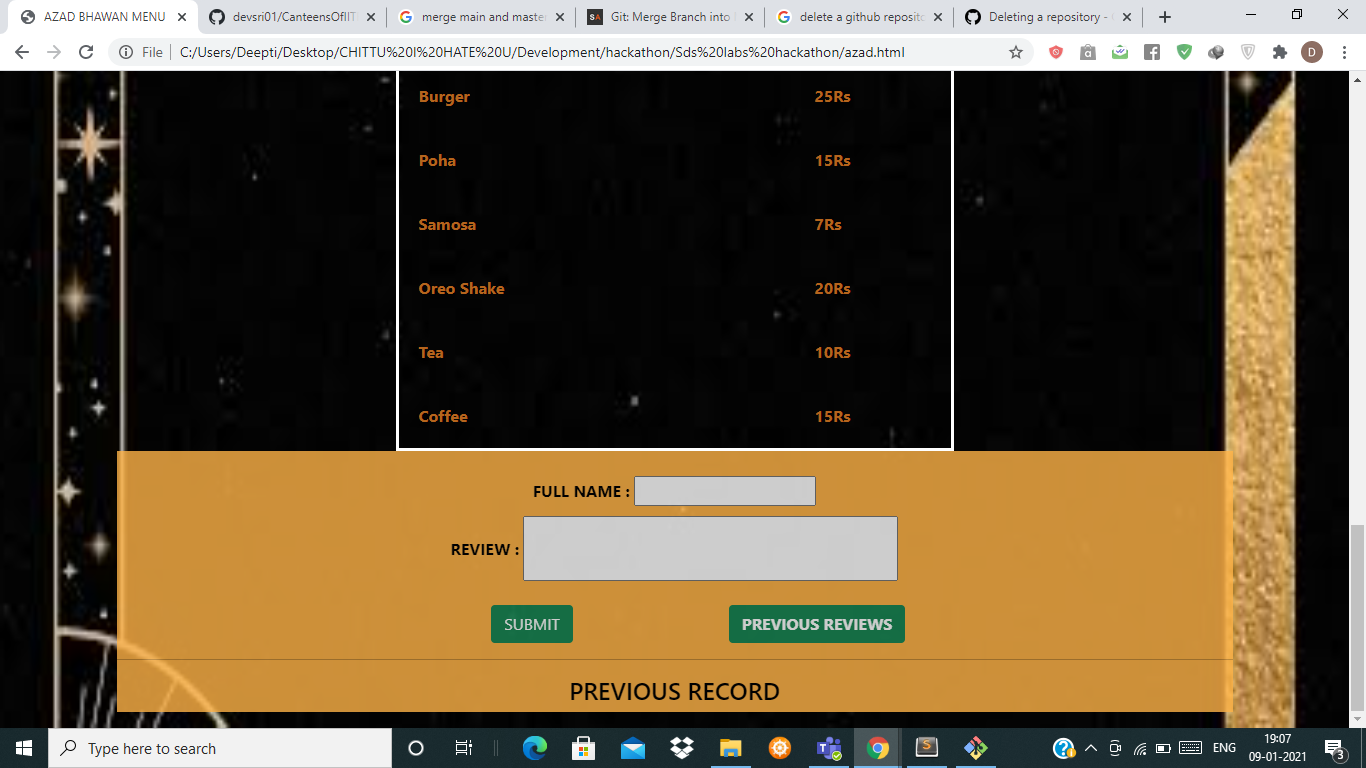 AZAD BHAWAN MENU
devsri01/CanteensOfIIT
merge main and master
Git: Merge Branch into
delete a github reposito
Deleting a repository -
File
C:/Users/Deepti/Desktop/CHITTU%20I%20HATE%20U/Development/hackathon/Sds%20labs%20hackathon/azad.html
D
Burger 25Rs
Poha 15Rs
Samosa 7Rs
Oreo Shake 20Rs
Tea 10Rs
Coffee 15Rs
FULL NAME :
REVIEW :
SUBMIT PREVIOUS REVIEWS
PREVIOUS RECORD
Type here to search
ENG
19:07
09-01-2021
3